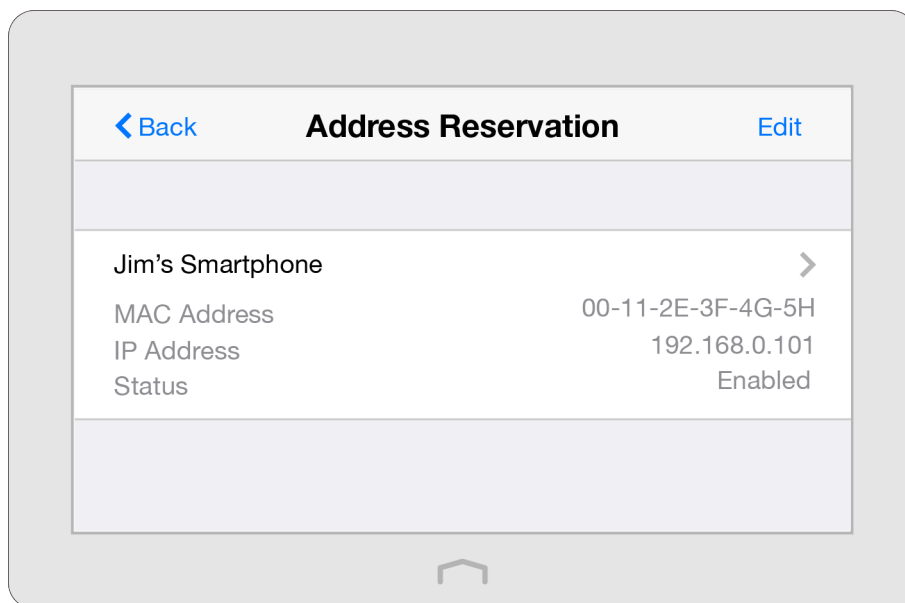 Back Address Reservation Edit
Jim’s Smartphone
MAC Address 00-11-2E-3F-4G-5H
IP Address 192.168.0.101
Status Enabled